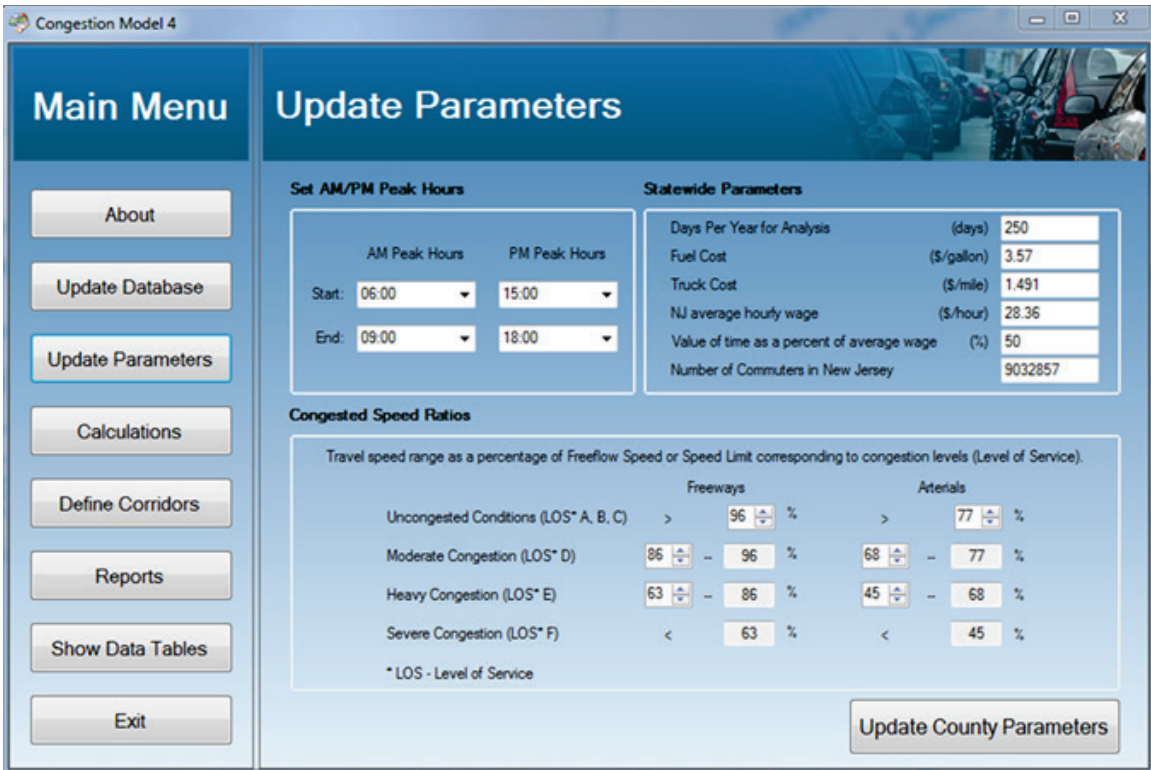 Congestion Model 4
Main Menu
About
Update Database
Update Parameters
Calculations
Define Corridors
Reports
Show Data Tables
Exit
Update Parameters
Set AM/PM Peak Hours
AM Peak Hours PM Peak Hours
Start: 06:00 15:00
End: 09:00 18:00
Statewide Parameters
Days Per Year for Analysis (days) 250
Fuel Cost ($/gallon) 3.57
Truck Cost ($/mile) 1.491
NJ average hourly wage ($/hour) 28.36
Value of time as a percent of average wage (%) 50
Number of Commuters in New Jersey 9032857
Congested Speed Ratios
Travel speed range as a percentage of Freeflow Speed or Speed Limit corresponding to congestion levels (Level of Service).
Freeways Arterials
Uncongested Conditions (LOS* A, B, C) > 96 % > 77 %
Moderate Congestion (LOS* D) 86 -- 96 % 68 -- 77 %
Heavy Congestion (LOS* E) 63 -- 86 % 45 -- 68 %
Severe Congestion (LOS* F) < 63 % < 45 %
* LOS - Level of Service
Update County Parameters